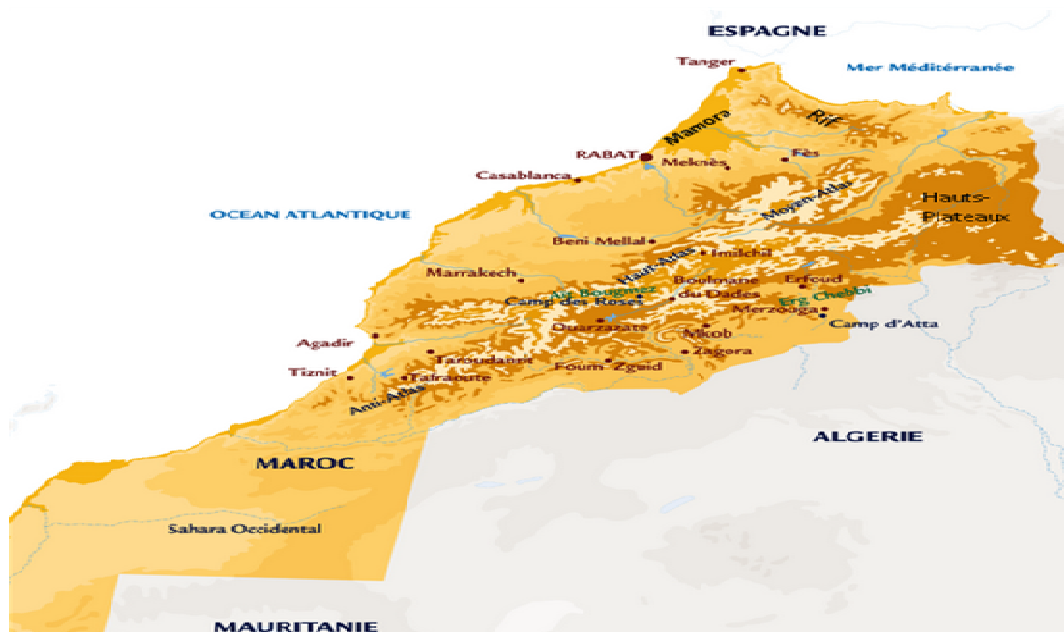 ESPAGNE
Tanger
Mer Méditérranée
Rif
Mamora
RABAT
Fès
Meknès
Casablanca
Moyen-Atlas
Hauts-
Plateaux
OCEAN ATLANTIQUE
Beni Mellal
Imilchil
Haut-Atlas
Marrakech
Boulmane
du Dades
Erfoud
Bougmez
Camp des Roses
Erg Chebbi
Merzouga
Camp d'Atta
Ouarzazate
Mkob
Agadir
Zagora
Taroudannt
Foum-Zguid
Tiznit
Tafraoute
Anti-Atlas
ALGERIE
MAROC
Sahara Occidental
MAURITANIE